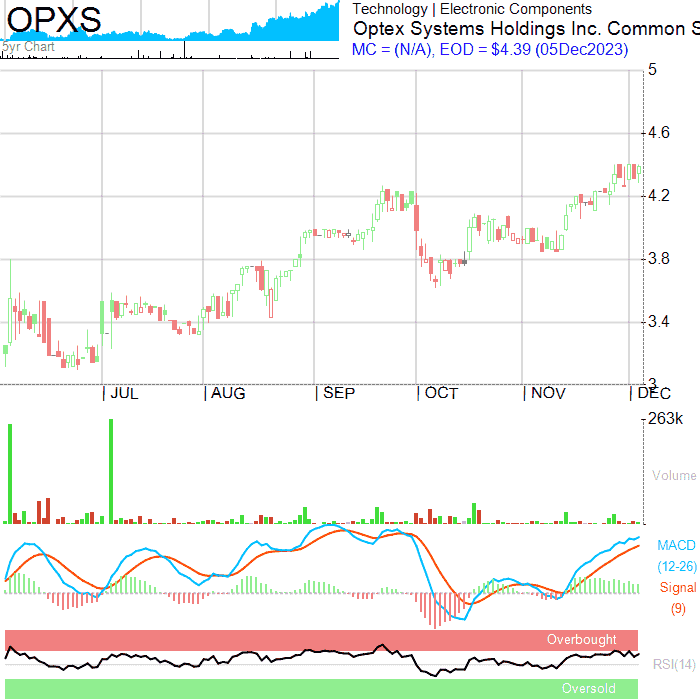 OPXS
5yr Chart
Technology | Electronic Components
Optex Systems Holdings Inc. Common S
MC = (N/A), EOD = $4.39 (05Dec2023)
5
4.6
4.2
3.8
3.4
3
| JUL | AUG | SEP | OCT | NOV | DEC
263k
Volume
MACD
(12-26)
Signal
(9)
Overbought
RSI(14)
Oversold